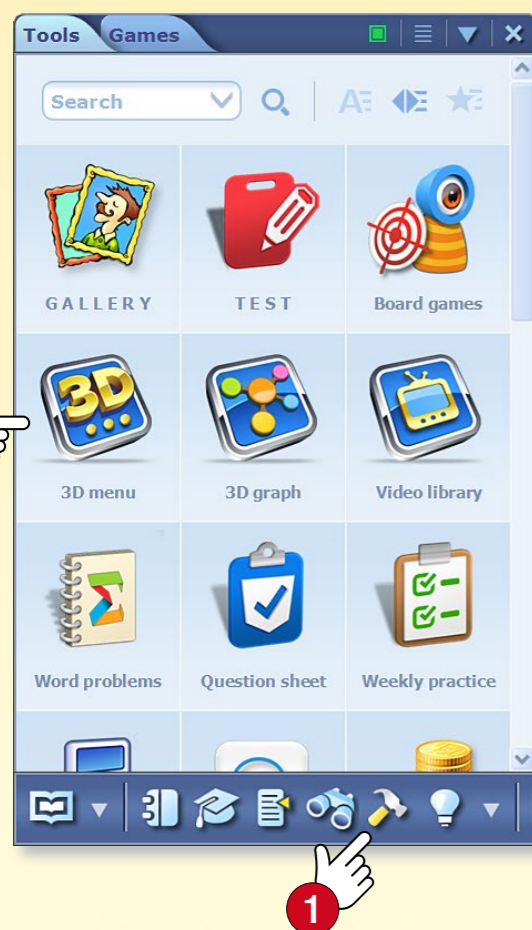 Tools Games
Search
GALLERY TEST Board games
3D
3D menu 3D graph Video library
Word problems Question sheet Weekly practice
1